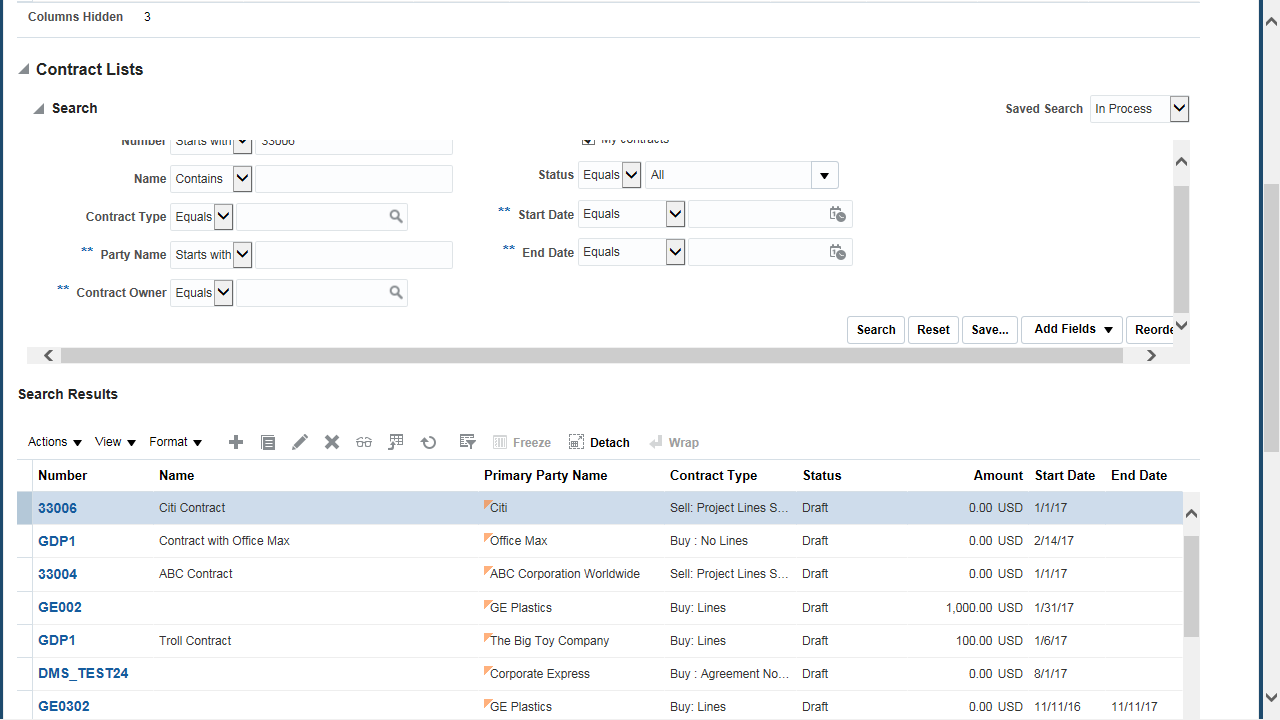 Columns Hidden 3
Contract Lists
Search
Saved Search In Process
Number Starts with 33006 My contracts
Name Contains Status Equals All
Contract Type Equals ** Start Date Equals
** Party Name Starts with ** End Date Equals
** Contract Owner Equals
Search Reset Save... Add Fields Reorde
Search Results
Actions View Format Freeze Detach Wrap
Number Name Primary Party Name Contract Type Status Amount Start Date End Date
33006 Citi Contract Citi Sell: Project Lines S... Draft 0.00 USD 1/1/17
GDP1 Contract with Office Max Office Max Buy : No Lines Draft 0.00 USD 2/14/17
33004 ABC Contract ABC Corporation Worldwide Sell: Project Lines S... Draft 0.00 USD 1/1/17
GE002 GE Plastics Buy: Lines Draft 1,000.00 USD 1/31/17
GDP1 Troll Contract The Big Toy Company Buy: Lines Draft 100.00 USD 1/6/17
DMS_TEST24 Corporate Express Buy : Agreement No... Draft 0.00 USD 8/1/17
GE0302 GE Plastics Buy: Lines Draft 0.00 USD 11/11/16 11/11/17